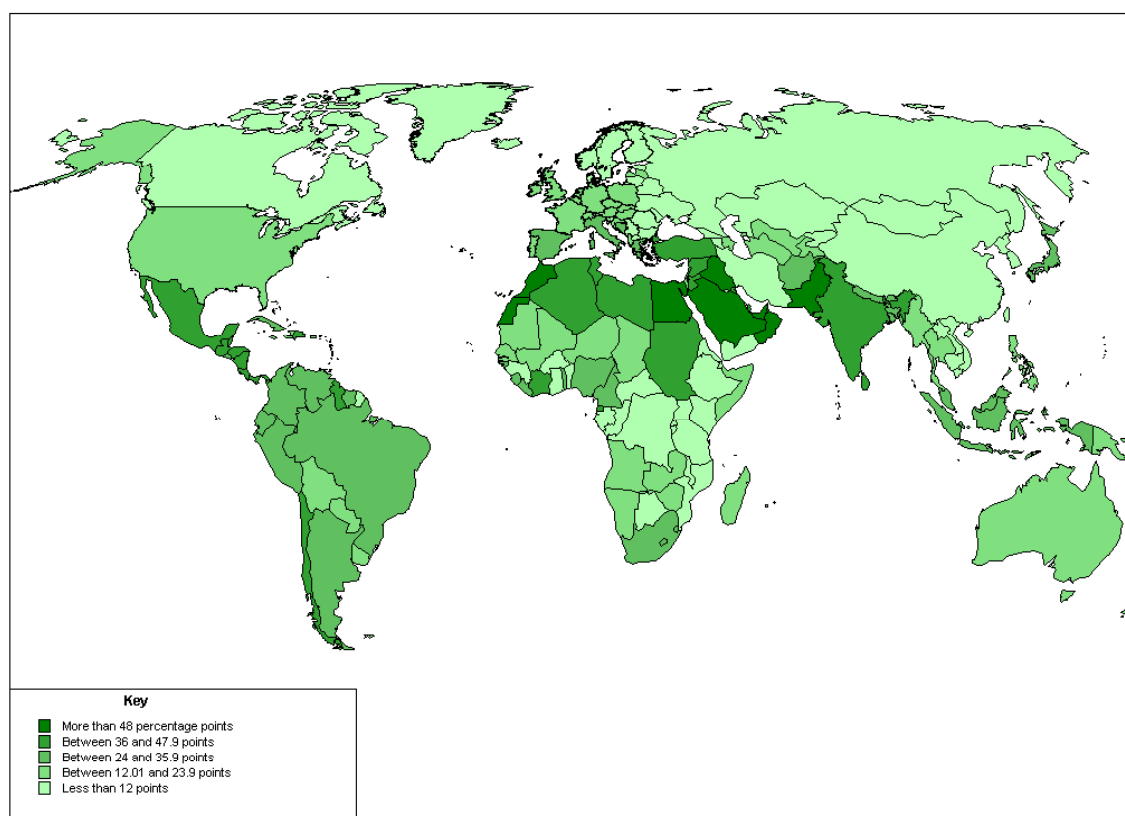 Key
More than 48 percentage points
Between 36 and 47.9 points
Between 24 and 35.9 points
Between 12.01 and 23.9 points
Less than 12 points